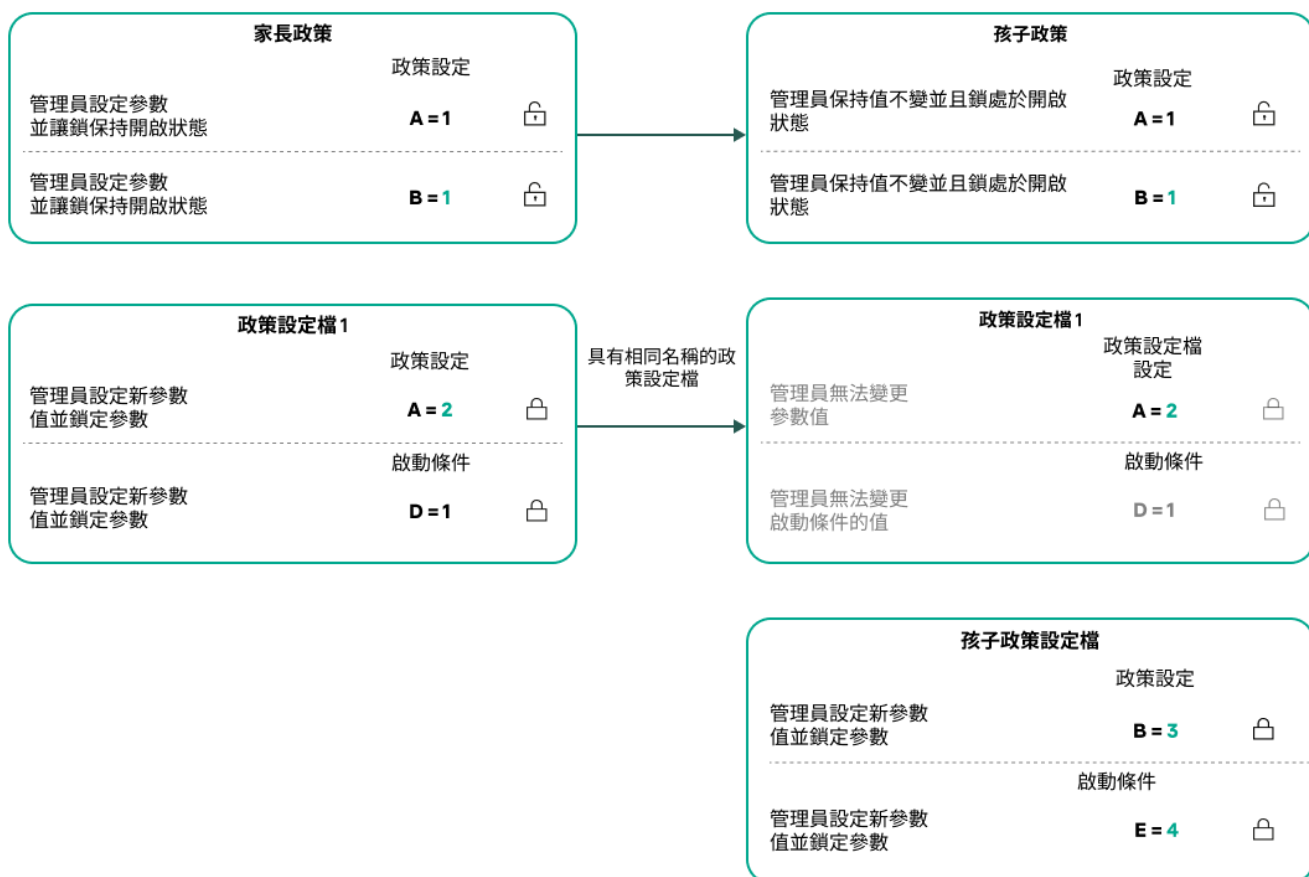 家長政策
政策設定
管理員設定參數
並讓鎖保持開啟狀態
A = 1
管理員設定參數
並讓鎖保持開啟狀態
B = 1
孩子政策
政策設定
管理員保持值不變並且鎖處於開啟
狀態
A = 1
管理員保持值不變並且鎖處於開啟
狀態
B = 1
政策設定檔 1
政策設定
管理員設定新參數
值並鎖定參數
A = 2
啟動條件
管理員設定新參數
值並鎖定參數
D = 1
具有相同名稱的政
策設定檔
政策設定檔 1
政策設定檔
設定
管理員無法變更
參數值
A = 2
啟動條件
管理員無法變更
啟動條件的值
D = 1
孩子政策設定檔
政策設定
管理員設定新參數
值並鎖定參數
B = 3
啟動條件
管理員設定新參數
值並鎖定參數
E = 4